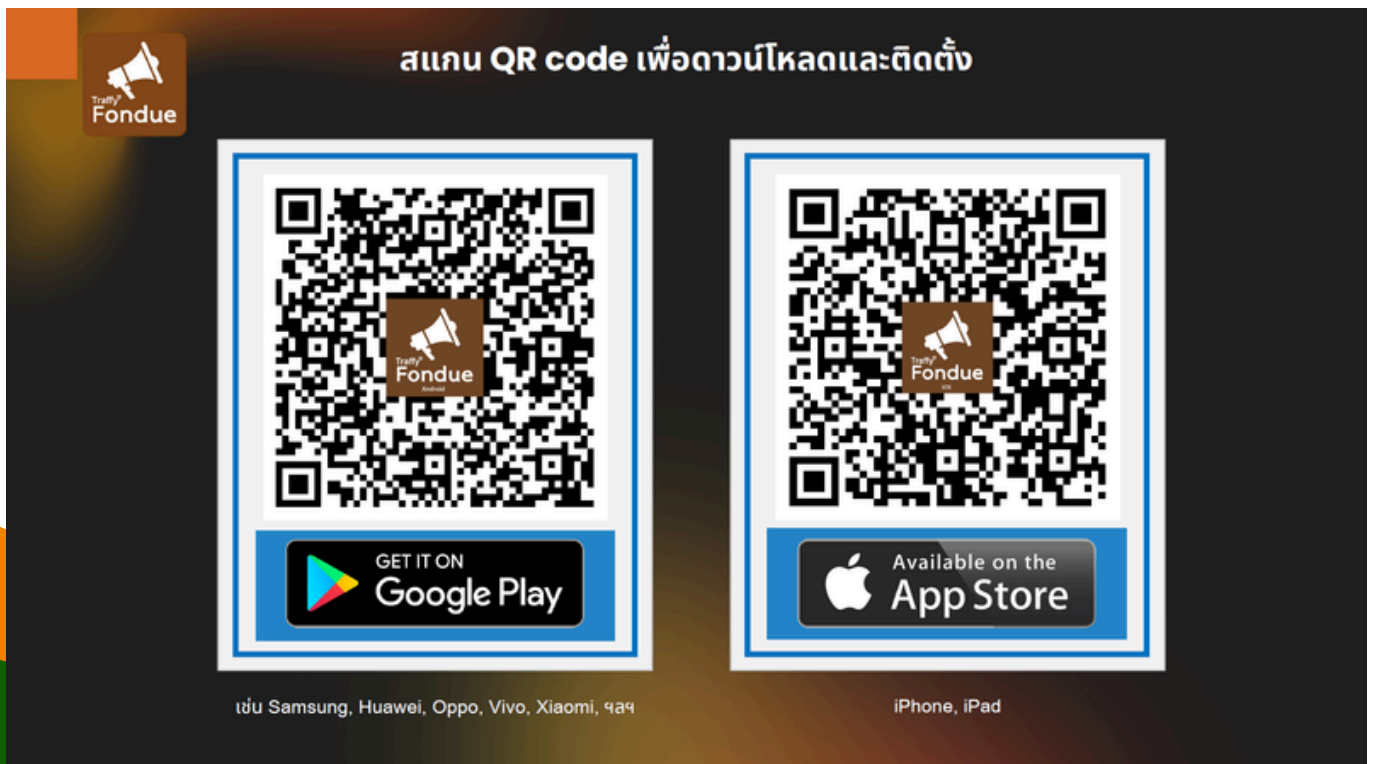 สแกน QR code เพื่อดาวน์โหลดและติดตั้ง
Traffy
Fondue
Traffy
Fondue
Android
Traffy
Fondue
iOS
GET IT ON
Google Play
Available on the
App Store
เช่น Samsung, Huawei, Oppo, Vivo, Xiaomi, ฯลฯ
iPhone, iPad